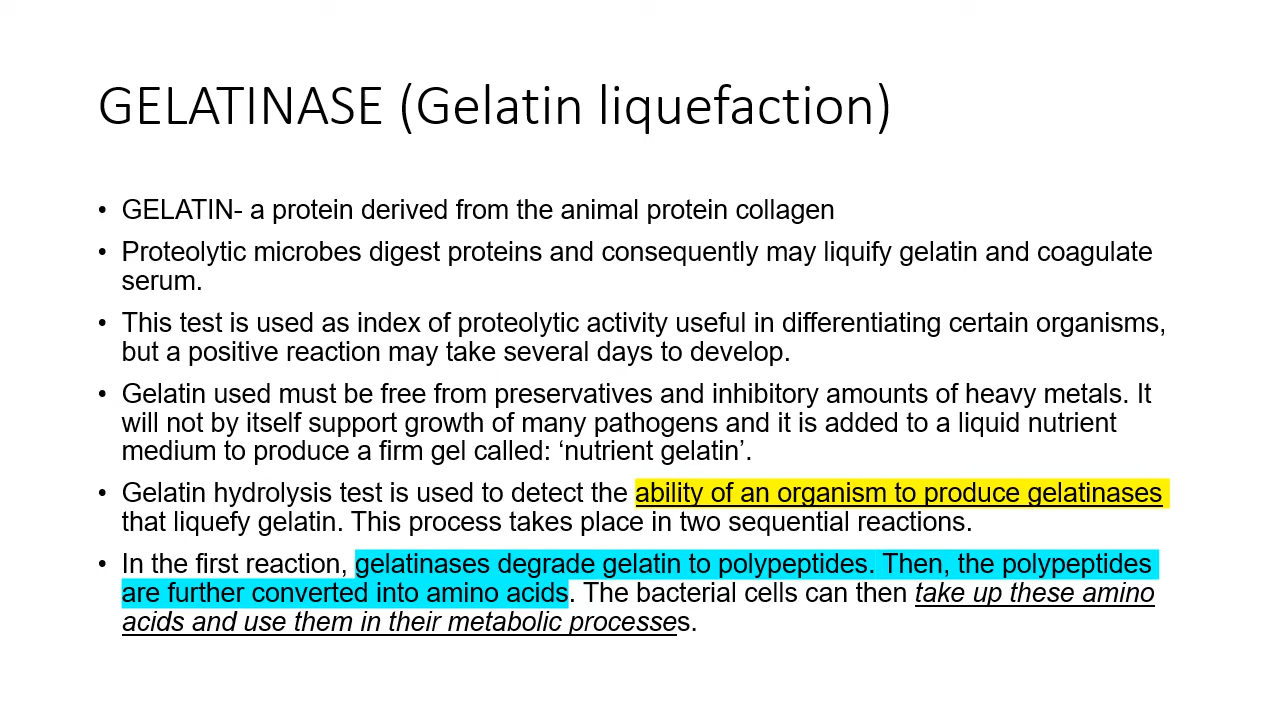 GELATINASE (Gelatin liquefaction)
• GELATIN- a protein derived from the animal protein collagen
• Proteolytic microbes digest proteins and consequently may liquify gelatin and coagulate
serum.
• This test is used as index of proteolytic activity useful in differentiating certain organisms,
but a positive reaction may take several days to develop.
• Gelatin used must be free from preservatives and inhibitory amounts of heavy metals. It
will not by itself support growth of many pathogens and it is added to a liquid nutrient
medium to produce a firm gel called: ‘nutrient gelatin’.
• Gelatin hydrolysis test is used to detect the ability of an organism to produce gelatinases
that liquefy gelatin. This process takes place in two sequential reactions.
• In the first reaction, gelatinases degrade gelatin to polypeptides. Then, the polypeptides
are further converted into amino acids. The bacterial cells can then take up these amino
acids and use them in their metabolic processes.